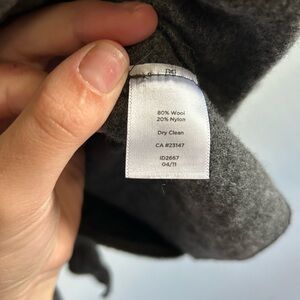 80% Wool
20% Nylon
Dry Clean
CA #23147
ID2667
04/11